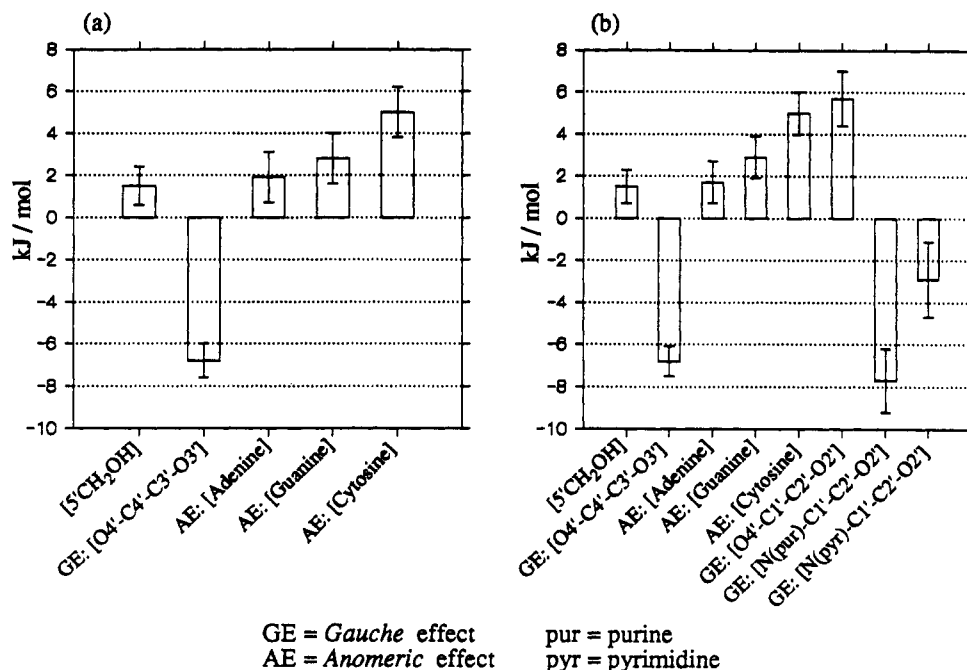 (a)
8
6
4
2
0
−2
−4
−6
−8
−10
kJ / mol
[5'CH₂OH]
GE: [O4'-C4'-C3'-O3']
AE: [Adenine]
AE: [Guanine]
AE: [Cytosine]
(b)
8
6
4
2
0
−2
−4
−6
−8
−10
kJ / mol
[5'CH₂OH]
GE: [O4'-C4'-C3'-O3']
AE: [Adenine]
AE: [Guanine]
AE: [Cytosine]
GE: [O4'-C1'-C2'-O2']
GE: [N(pur)-C1'-C2'-O2']
GE: [N(pyr)-C1'-C2'-O2']
GE = Gauche effect pur = purine
AE = Anomeric effect pyr = pyrimidine